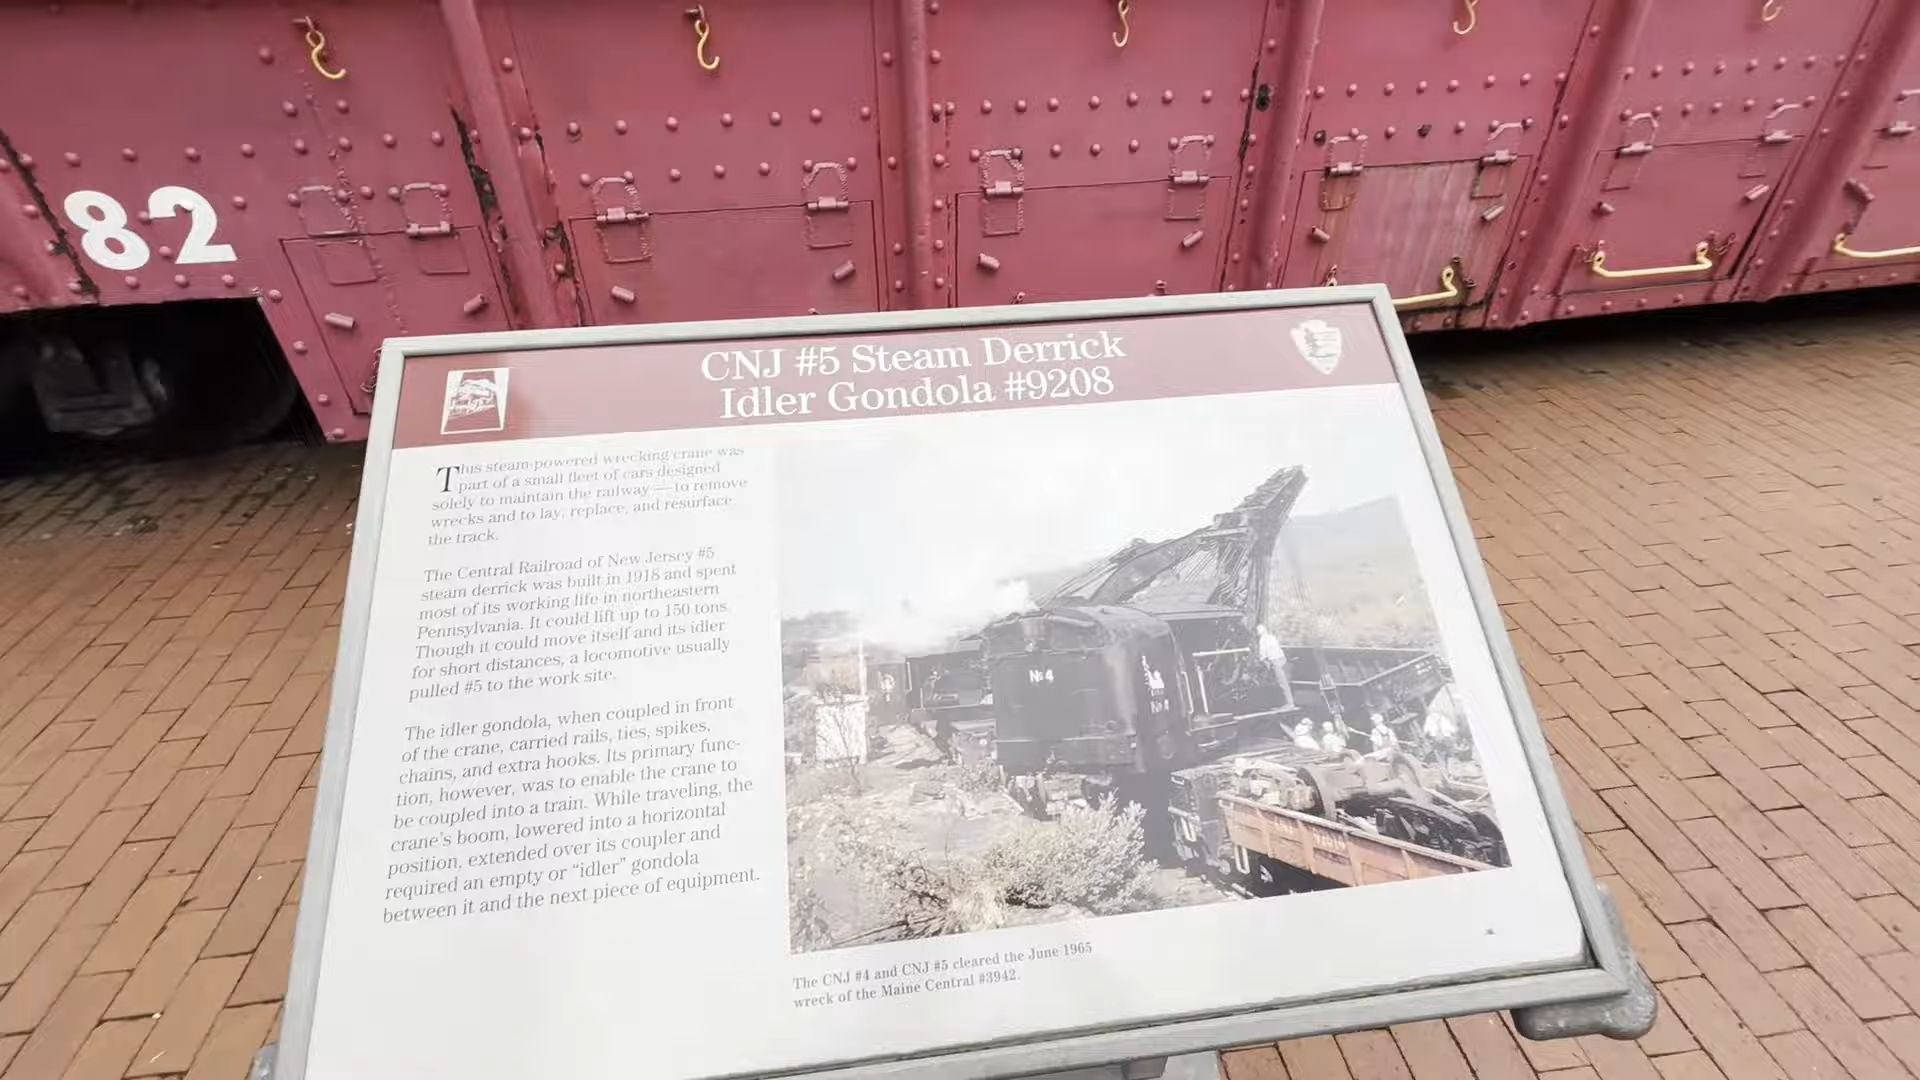 82
CNJ #5 Steam Derrick
Idler Gondola #9208
This steam-powered wrecking crane was
part of a small fleet of cars designed
solely to maintain the railway — to remove
wrecks and to lay, replace, and resurface
the track.
The Central Railroad of New Jersey #5
steam derrick was built in 1918 and spent
most of its working life in northeastern
Pennsylvania. It could lift up to 150 tons.
Though it could move itself and its idler
for short distances, a locomotive usually
pulled #5 to the work site.
The idler gondola, when coupled in front
of the crane, carried rails, ties, spikes,
chains, and extra hooks. Its primary func-
tion, however, was to enable the crane to
be coupled into a train. While traveling, the
crane's boom, lowered into a horizontal
position, extended over its coupler and
required an empty or “idler” gondola
between it and the next piece of equipment.
No 4
The CNJ #4 and CNJ #5 cleared the June 1965
wreck of the Maine Central #3942.